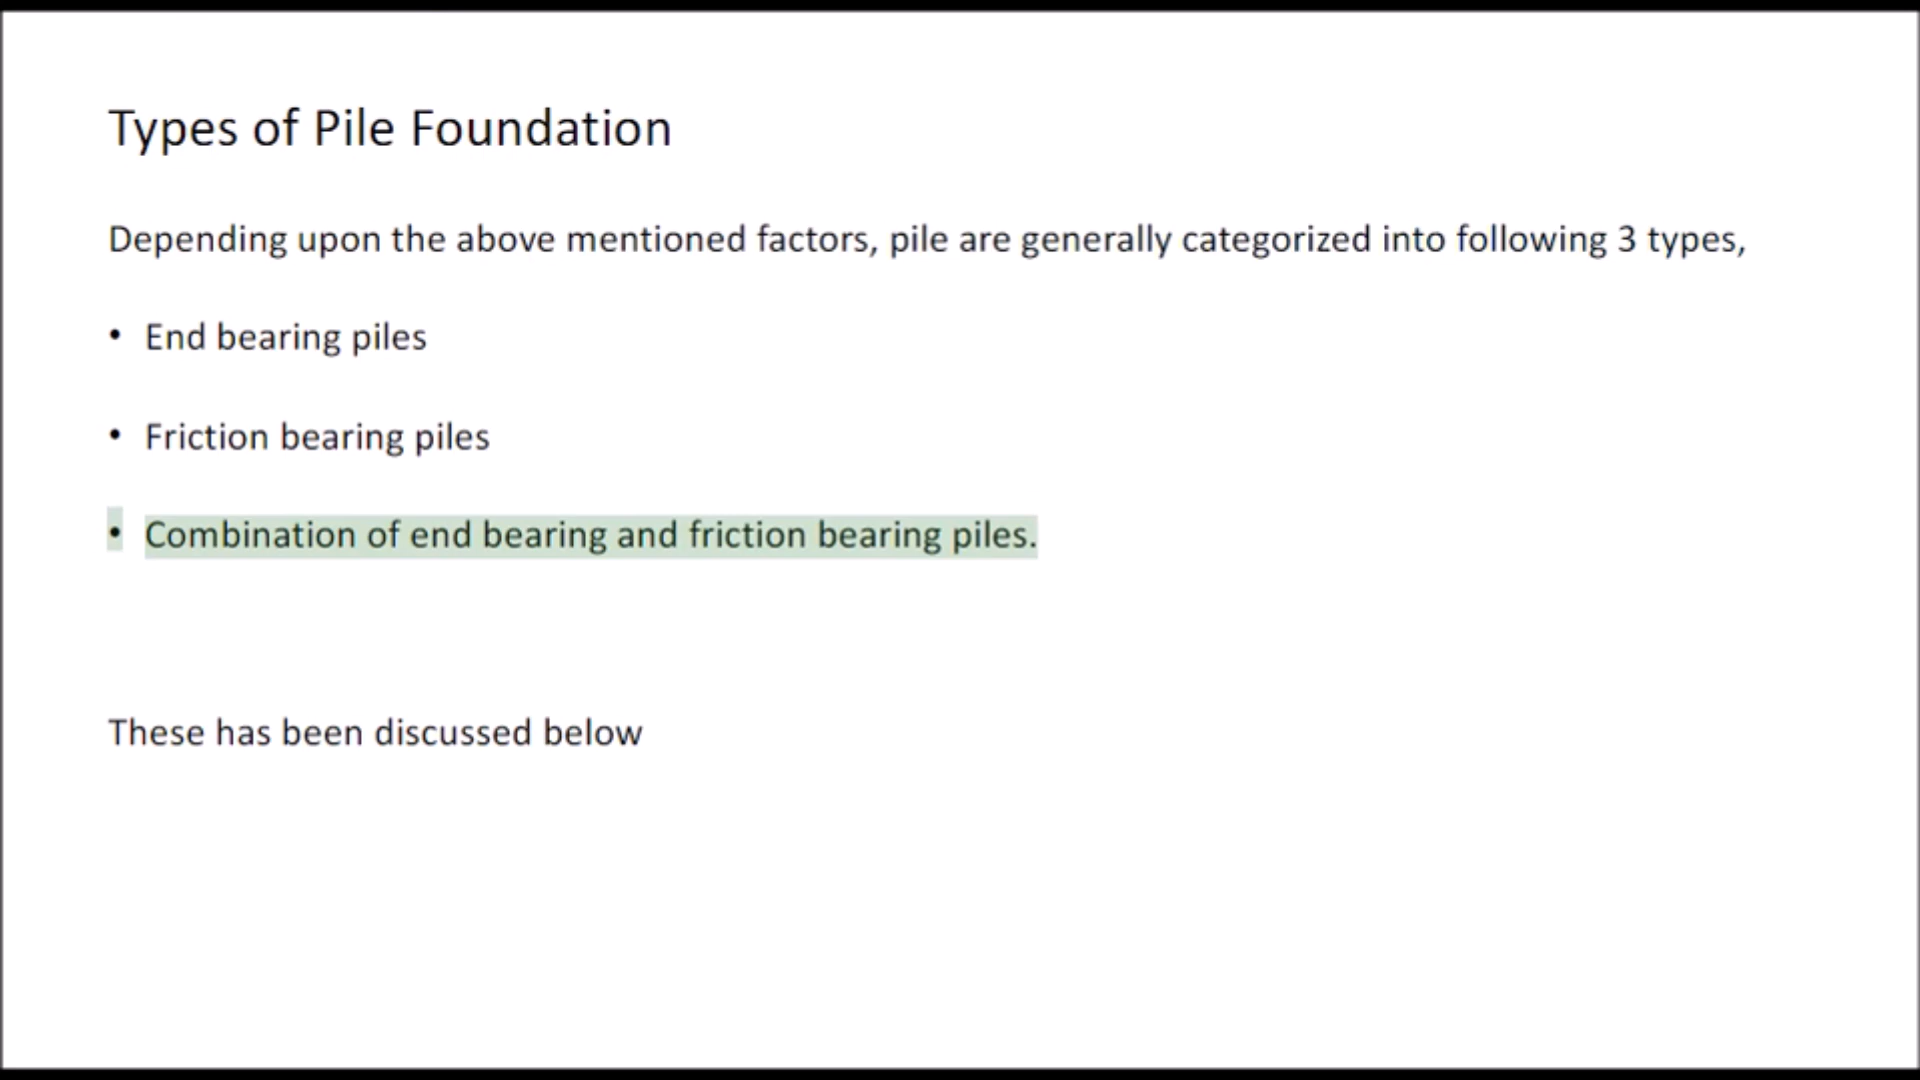 Types of Pile Foundation
Depending upon the above mentioned factors, pile are generally categorized into following 3 types,
• End bearing piles
• Friction bearing piles
• Combination of end bearing and friction bearing piles.
These has been discussed below